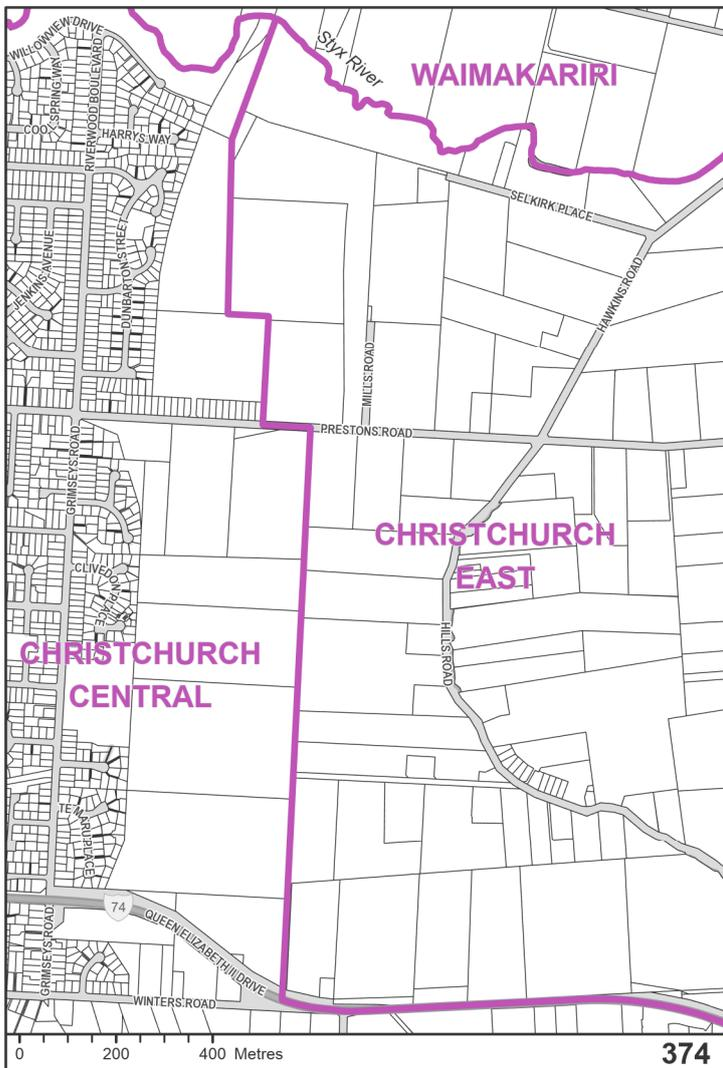 WILLOWVIEW DRIVE
Styx River
WAIMAKARIRI
SPRING WAY
RIVERWOOD BOULEVARD
HARRYS WAY
SELKIRK PLACE
JENKINS AVENUE
DUNBARTON STREET
HAWKINS ROAD
MILLS ROAD
PRESTONS ROAD
GRIMSEYS ROAD
CHRISTCHURCH
EAST
CLIVEDON PLACE
HILLS ROAD
CHRISTCHURCH
CENTRAL
TE MARU PLACE
74
QUEEN ELIZABETH II DRIVE
GRIMSEYS ROAD
WINTERS ROAD
0 200 400 Metres
374